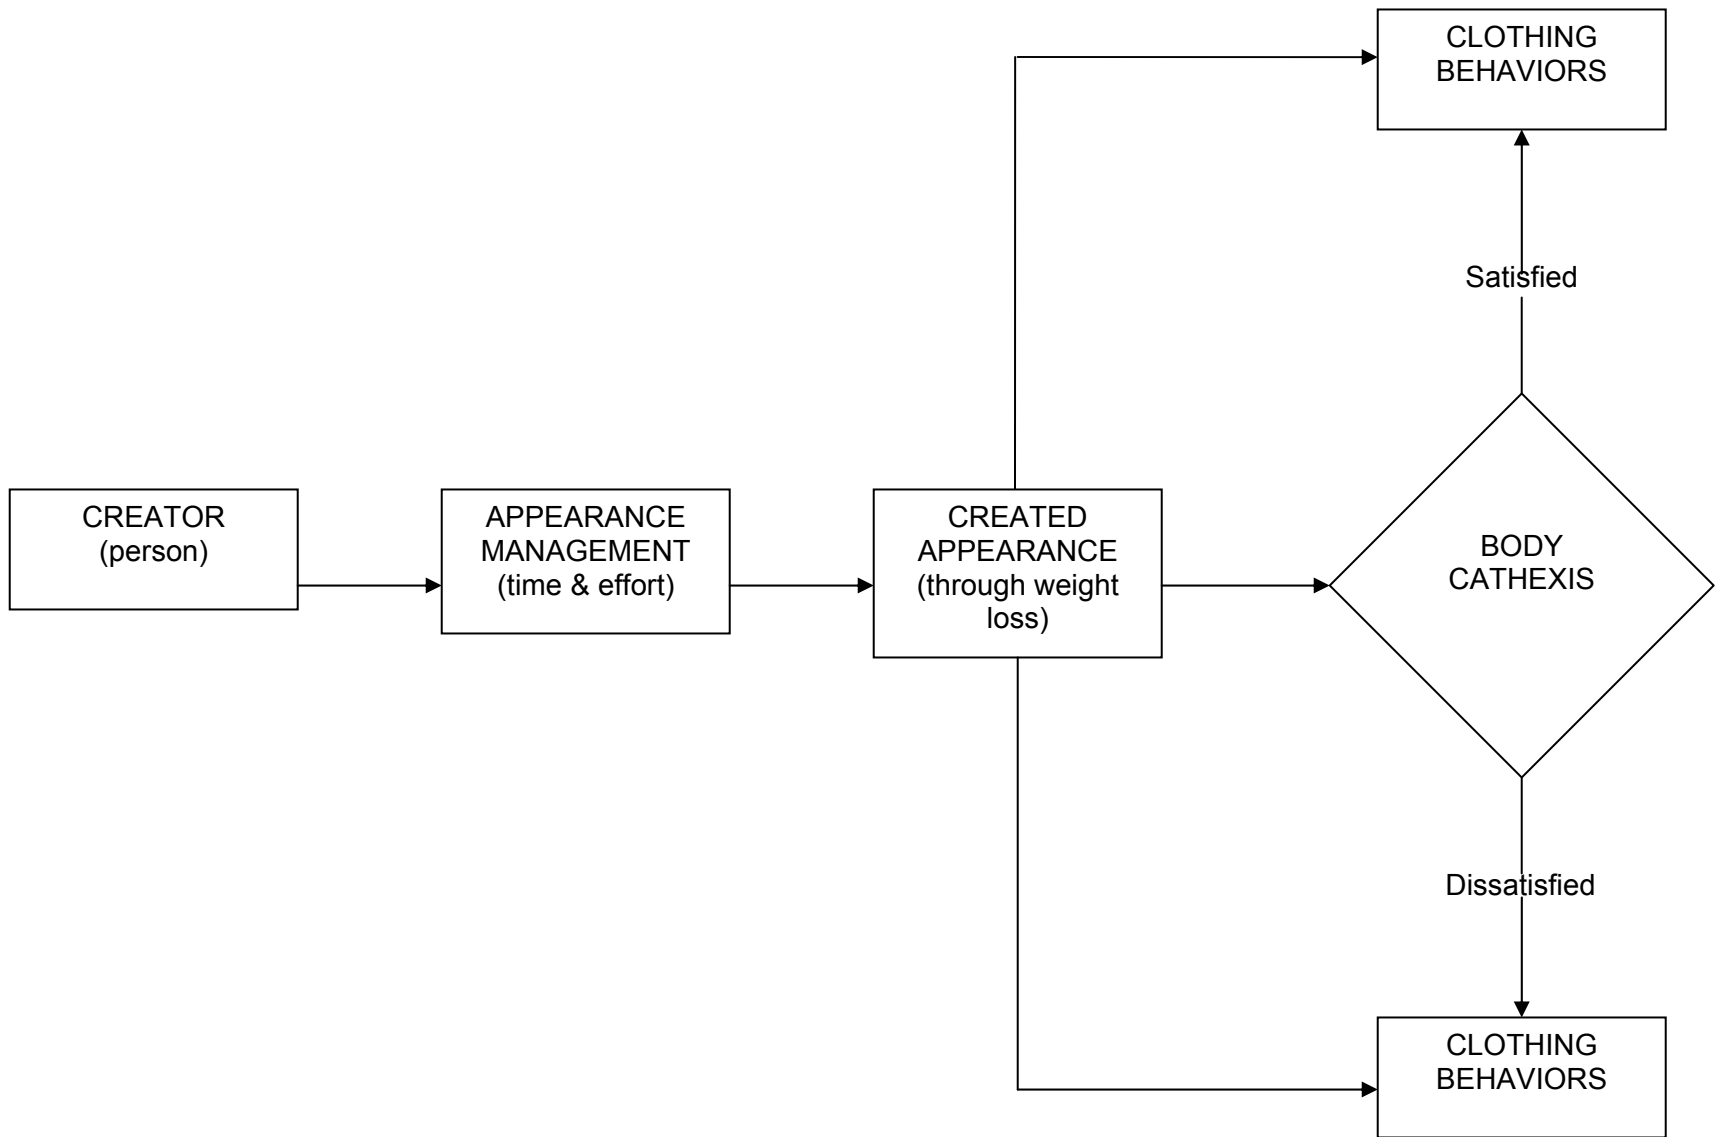 CLOTHING
BEHAVIORS
Satisfied
CREATOR
(person)
APPEARANCE
MANAGEMENT
(time & effort)
CREATED
APPEARANCE
(through weight
loss)
BODY
CATHEXIS
Dissatisfied
CLOTHING
BEHAVIORS